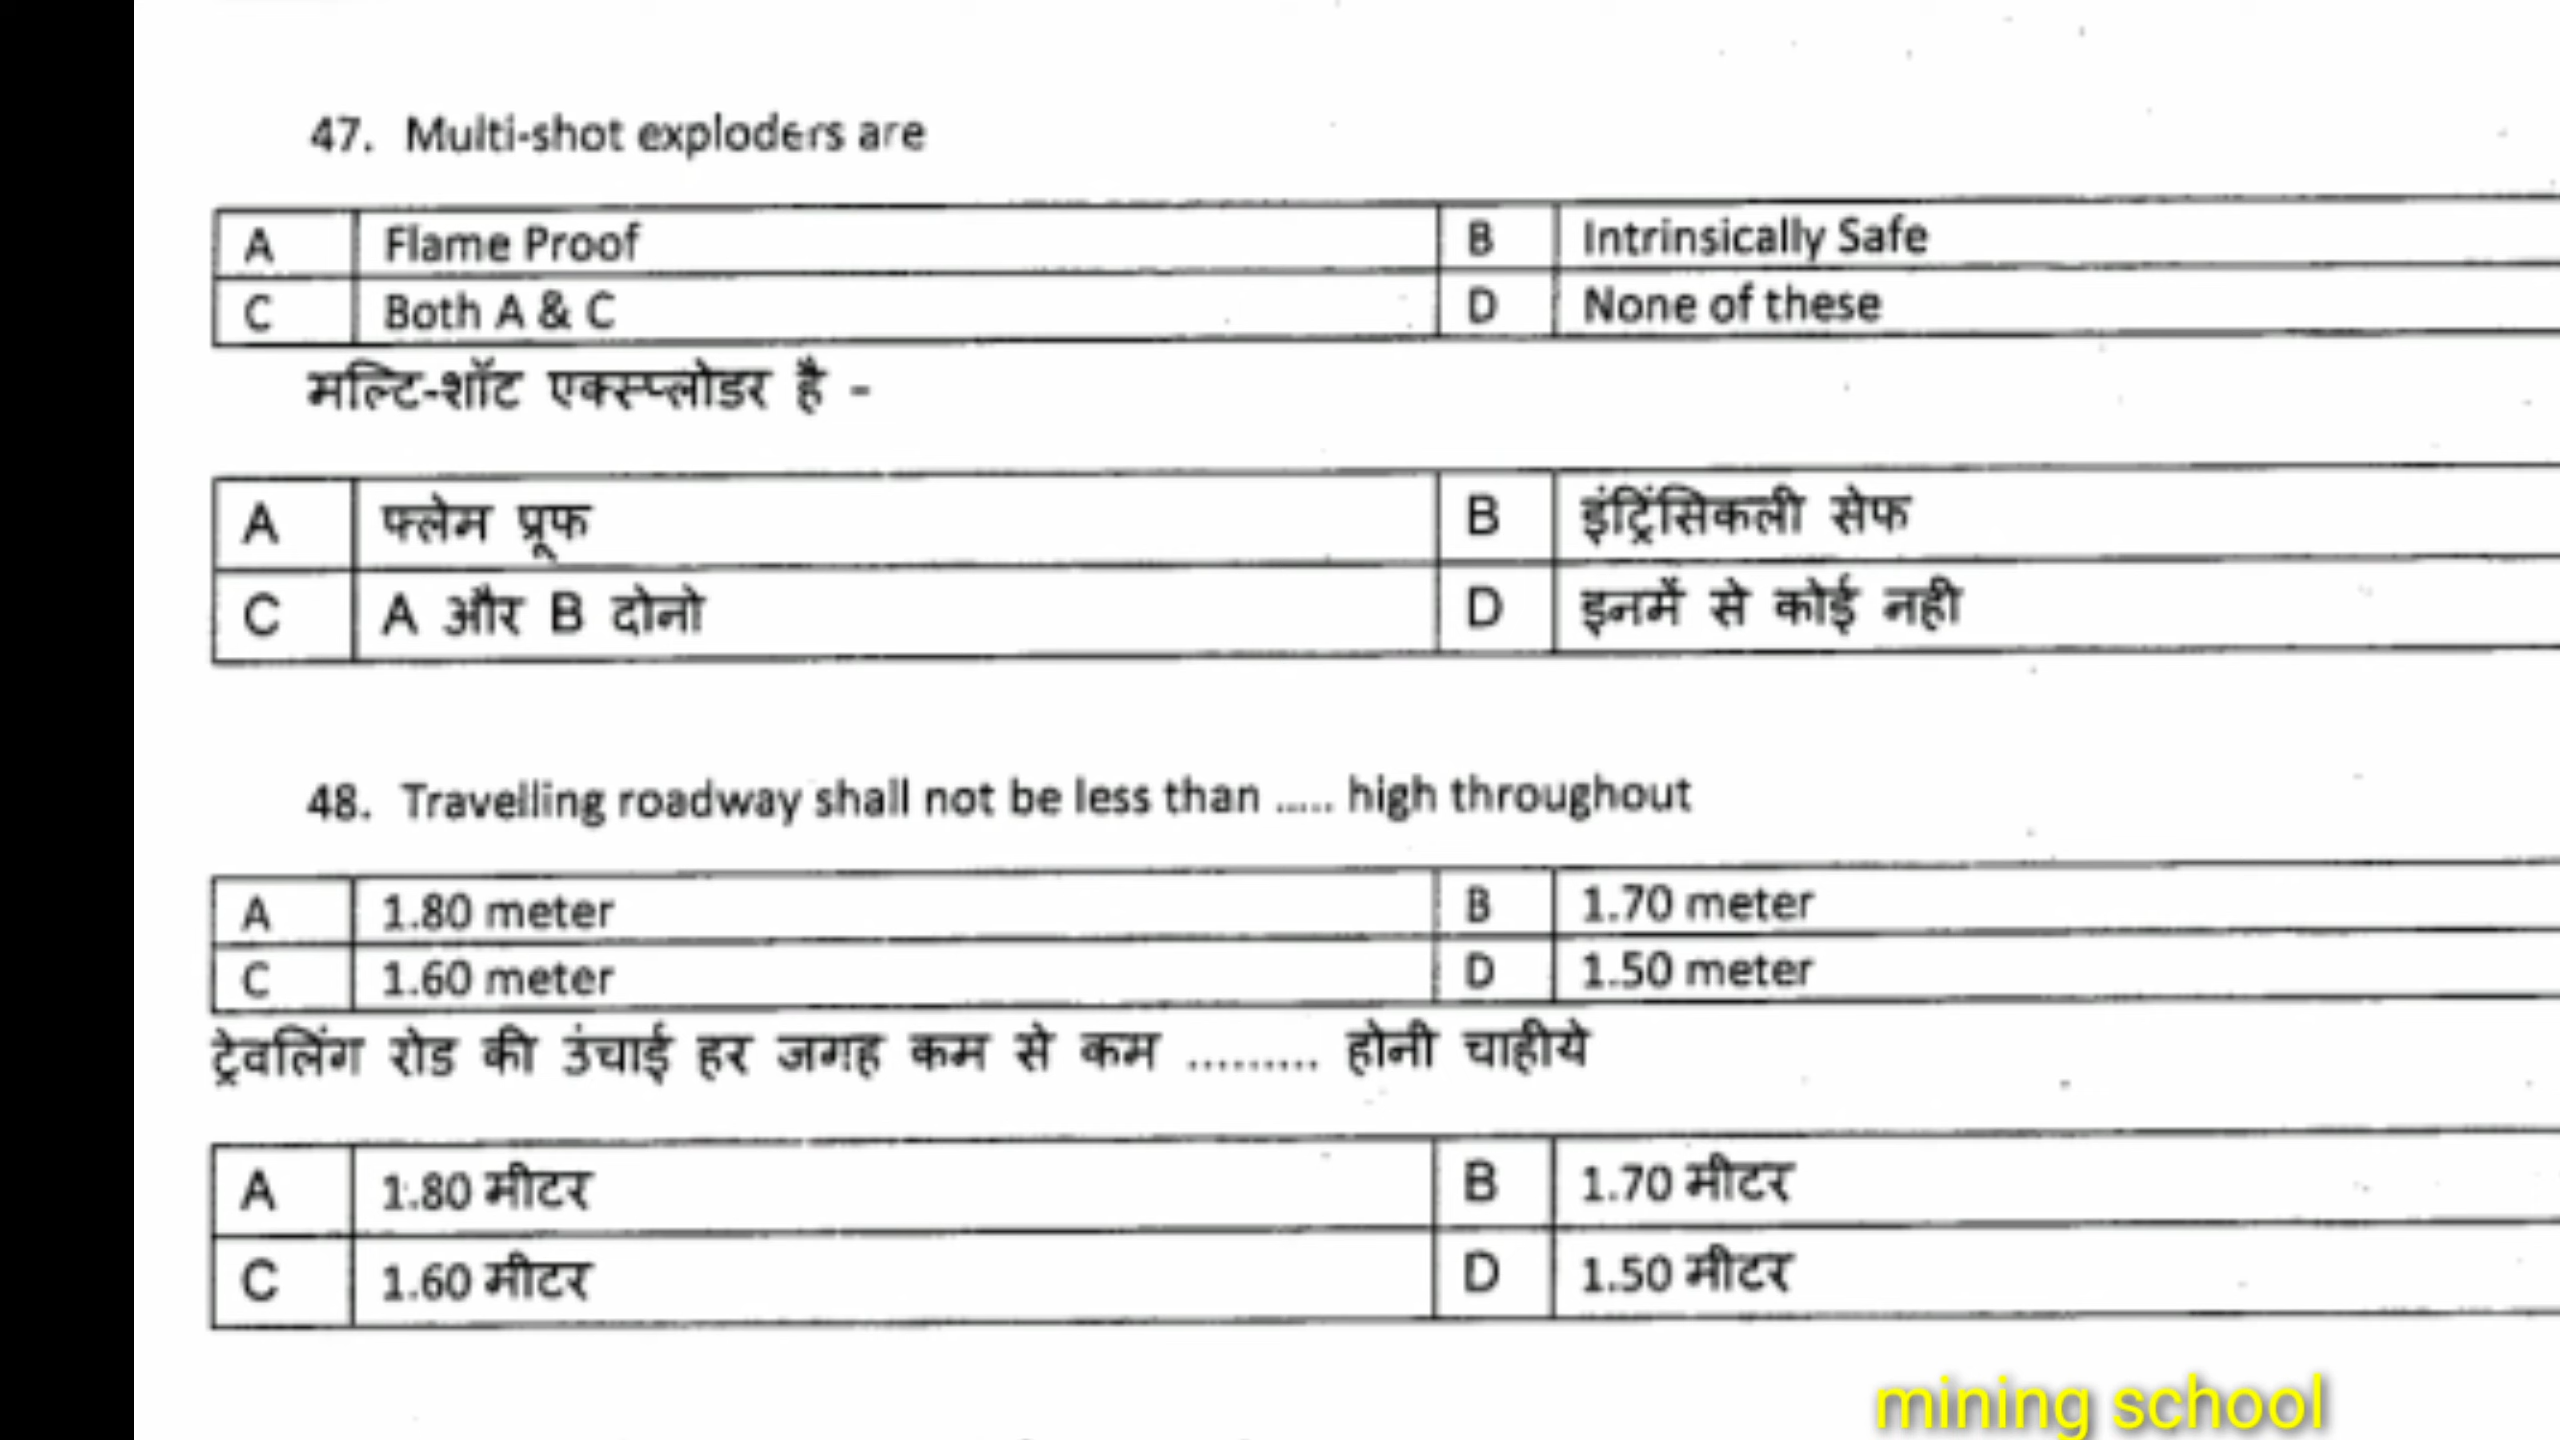 47. Multi-shot exploders are
A Flame Proof B Intrinsically Safe
C Both A & C D None of these
मल्टि-शॉट एक्स्प्लोडर है -
A फ्लेम प्रूफ B इंट्रिंसिकली सेफ
C A और B दोनो D इनमें से कोई नही
48. Travelling roadway shall not be less than ..... high throughout
A 1.80 meter B 1.70 meter
C 1.60 meter D 1.50 meter
ट्रेवलिंग रोड की उंचाई हर जगह कम से कम ......... होनी चाहीये
A 1.80 मीटर B 1.70 मीटर
C 1.60 मीटर D 1.50 मीटर
mining school